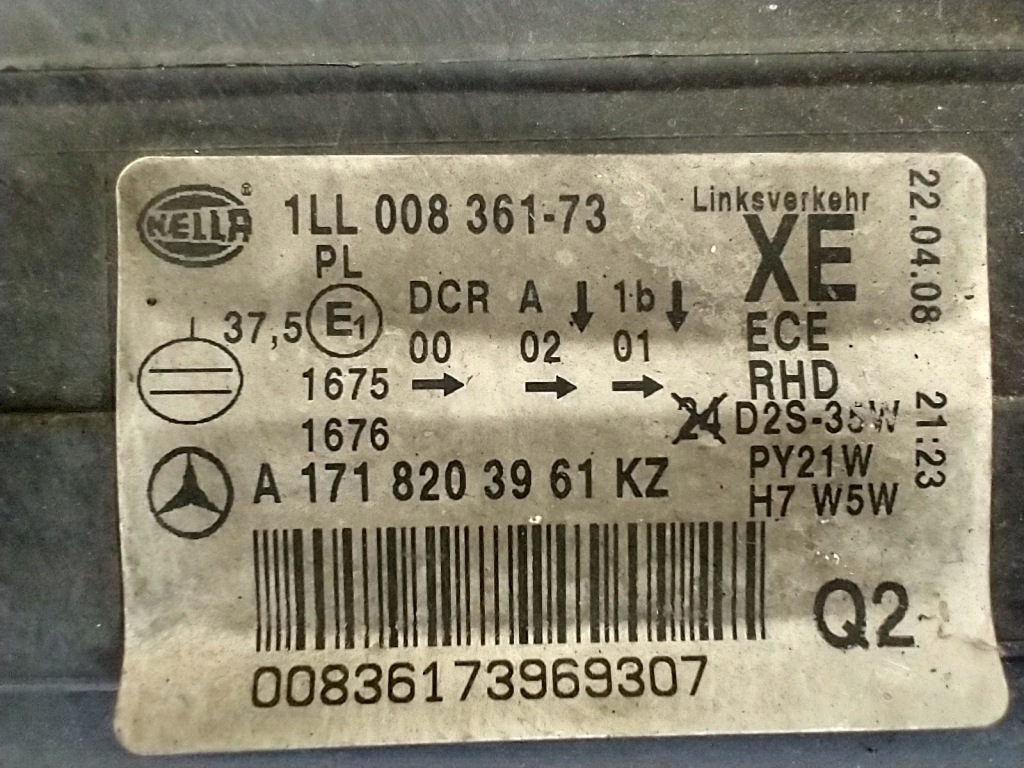 HELLA ® 1LL 008 361-73
Linksverkehr
XE
22.04.08
PL
37,5 E1 DCR A ↓ 1b ↓
00 02 01
ECE
1675 → → →
RHD
1676
24 D2S-35W
21:23
PY21W
A 171 820 39 61 KZ
H7 W5W
Q2
00836173969307